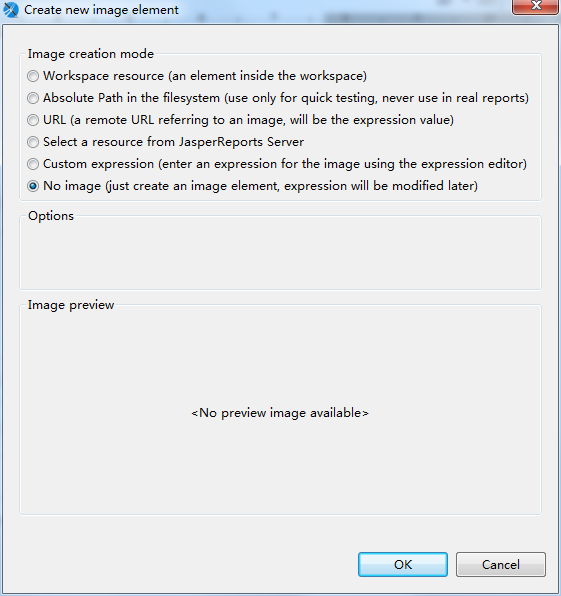 Create new image element
Image creation mode
Workspace resource (an element inside the workspace)
Absolute Path in the filesystem (use only for quick testing, never use in real reports)
URL (a remote URL referring to an image, will be the expression value)
Select a resource from JasperReports Server
Custom expression (enter an expression for the image using the expression editor)
No image (just create an image element, expression will be modified later)
Options
Image preview
<No preview image available>
OK Cancel